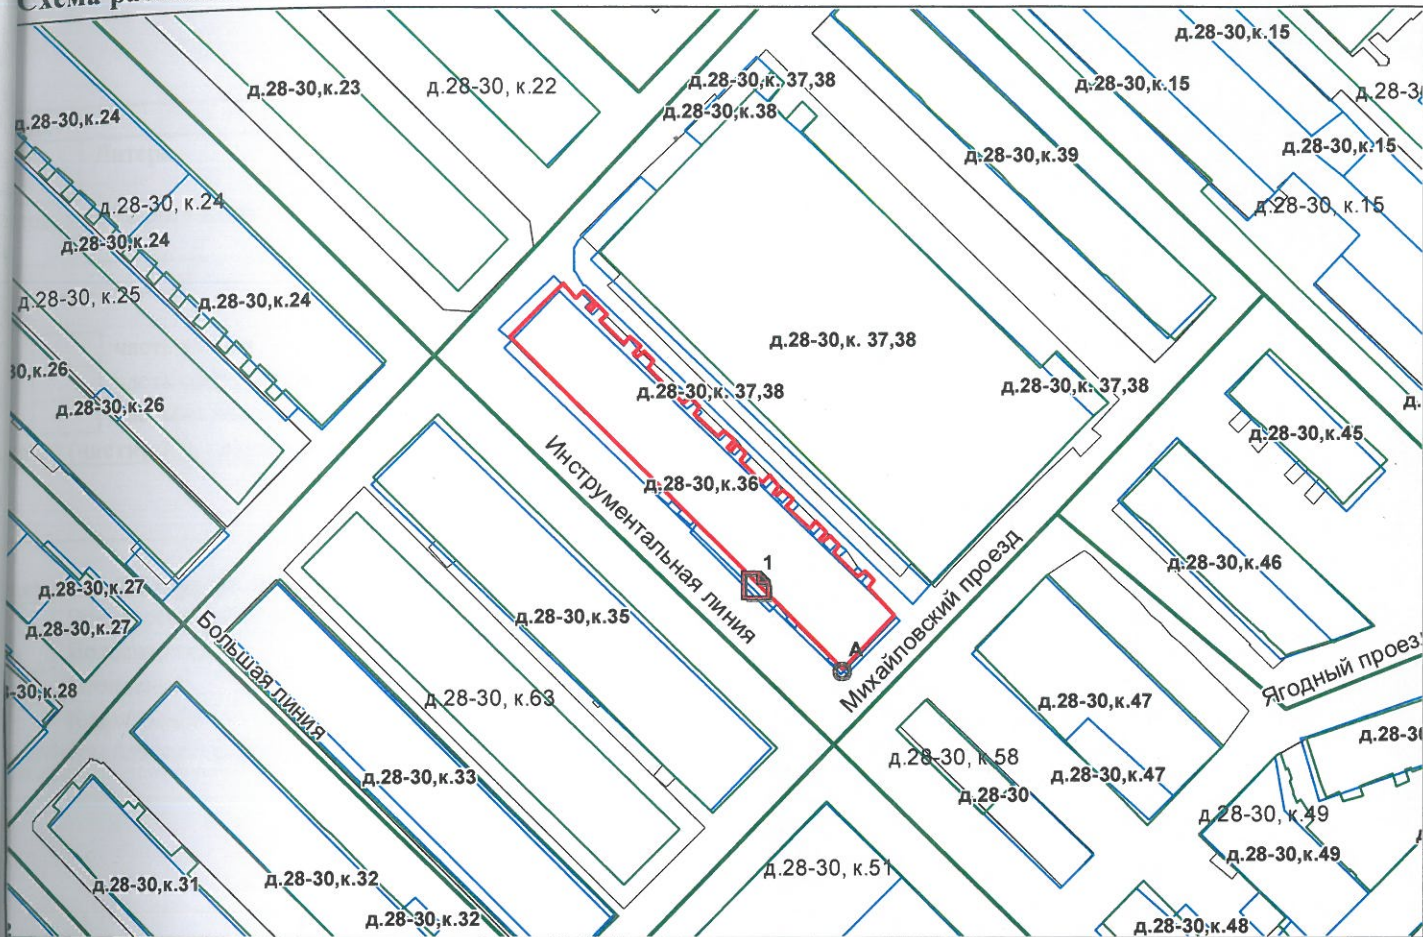 Схема
д.28-30,к.15
д.28-30,к.23
д.28-30, к.22
д.28-30,к. 37,38
д.28-30,к.15
д.28-30,к.38
д.28-30,к.24
д.28-30,к.39
д.28-30,к.15
д.28-30, к.24
д.28-30, к.15
д.28-30,к.24
д.28-30, к.25
д.28-30,к.24
д.28-30,к. 37,38
30,к.26
д.28-30,к. 37,38
д.28-30,к. 37,38
д.28-30,к.26
д.28-30,к.45
Инструментальная линия
д.28-30,к.36
1
д.28-30,к.46
д.28-30,к.27
д.28-30,к.35
д.28-30,к.27
Большая линия
А
Михайловский проезд
Ягодный проез
-30,к.28
д.28-30, к.63
д.28-30,к.47
д.28-30, к.58
д.28-30,к.47
д.28-30
д.28-30,к.33
д.28-30, к.49
д.28-30,к.49
д.28-30, к.51
д.28-30,к.31
д.28-30,к.32
д.28-30,к.32
д.28-30,к.48